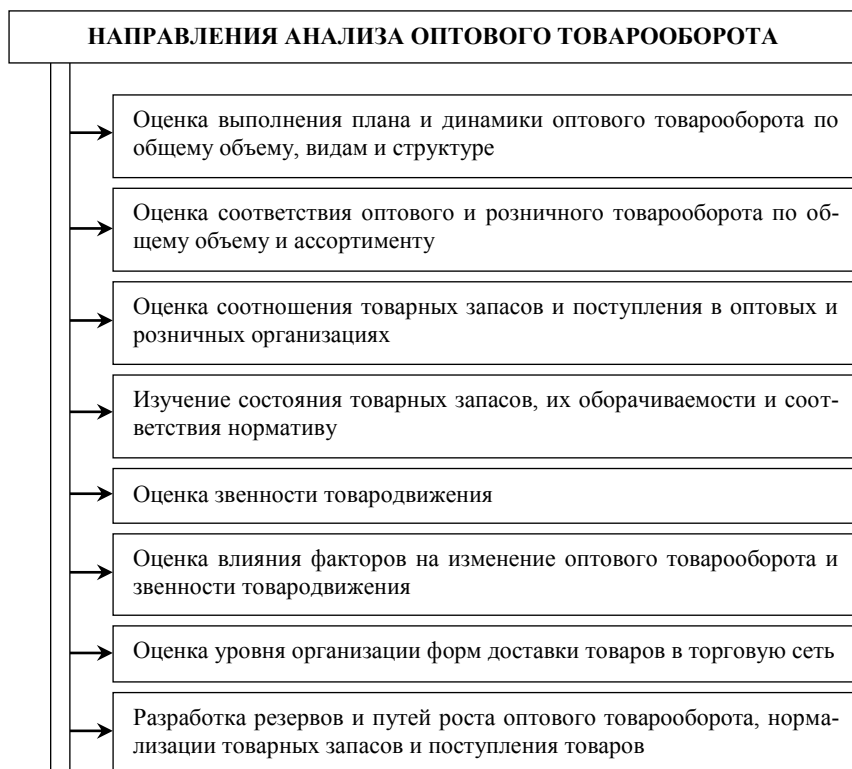 НАПРАВЛЕНИЯ АНАЛИЗА ОПТОВОГО ТОВАРООБОРОТА
Оценка выполнения плана и динамики оптового товарооборота по
общему объему, видам и структуре
Оценка соответствия оптового и розничного товарооборота по об-
щему объему и ассортименту
Оценка соотношения товарных запасов и поступления в оптовых и
розничных организациях
Изучение состояния товарных запасов, их оборачиваемости и соот-
ветствия нормативу
Оценка звенности товародвижения
Оценка влияния факторов на изменение оптового товарооборота и
звенности товародвижения
Оценка уровня организации форм доставки товаров в торговую сеть
Разработка резервов и путей роста оптового товарооборота, норма-
лизации товарных запасов и поступления товаров